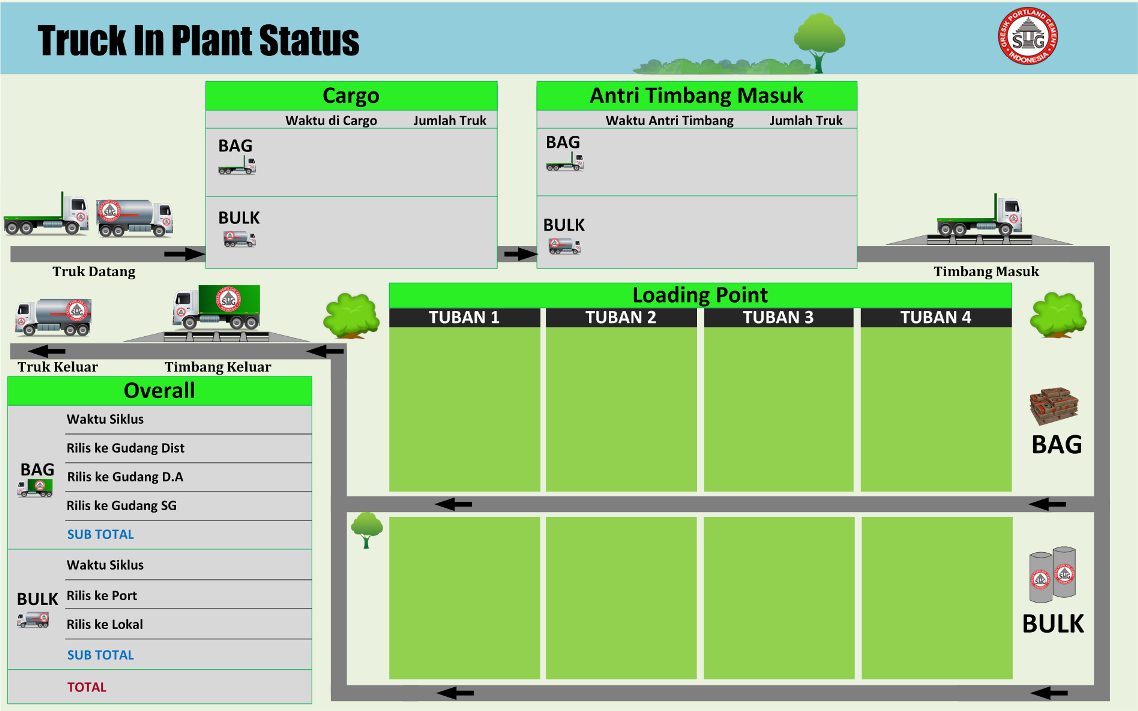 Truck In Plant Status
GRESIK PORTLAND CEMENT
SG
INDONESIA
Cargo
Waktu di Cargo Jumlah Truk
BAG
BULK
Antri Timbang Masuk
Waktu Antri Timbang Jumlah Truk
BAG
BULK
Truk Datang
Timbang Masuk
Truk Keluar
Timbang Keluar
Loading Point
TUBAN 1 TUBAN 2 TUBAN 3 TUBAN 4
BAG
BULK
Overall
BAG
Waktu Siklus
Rilis ke Gudang Dist
Rilis ke Gudang D.A
Rilis ke Gudang SG
SUB TOTAL
BULK
Waktu Siklus
Rilis ke Port
Rilis ke Lokal
SUB TOTAL
TOTAL